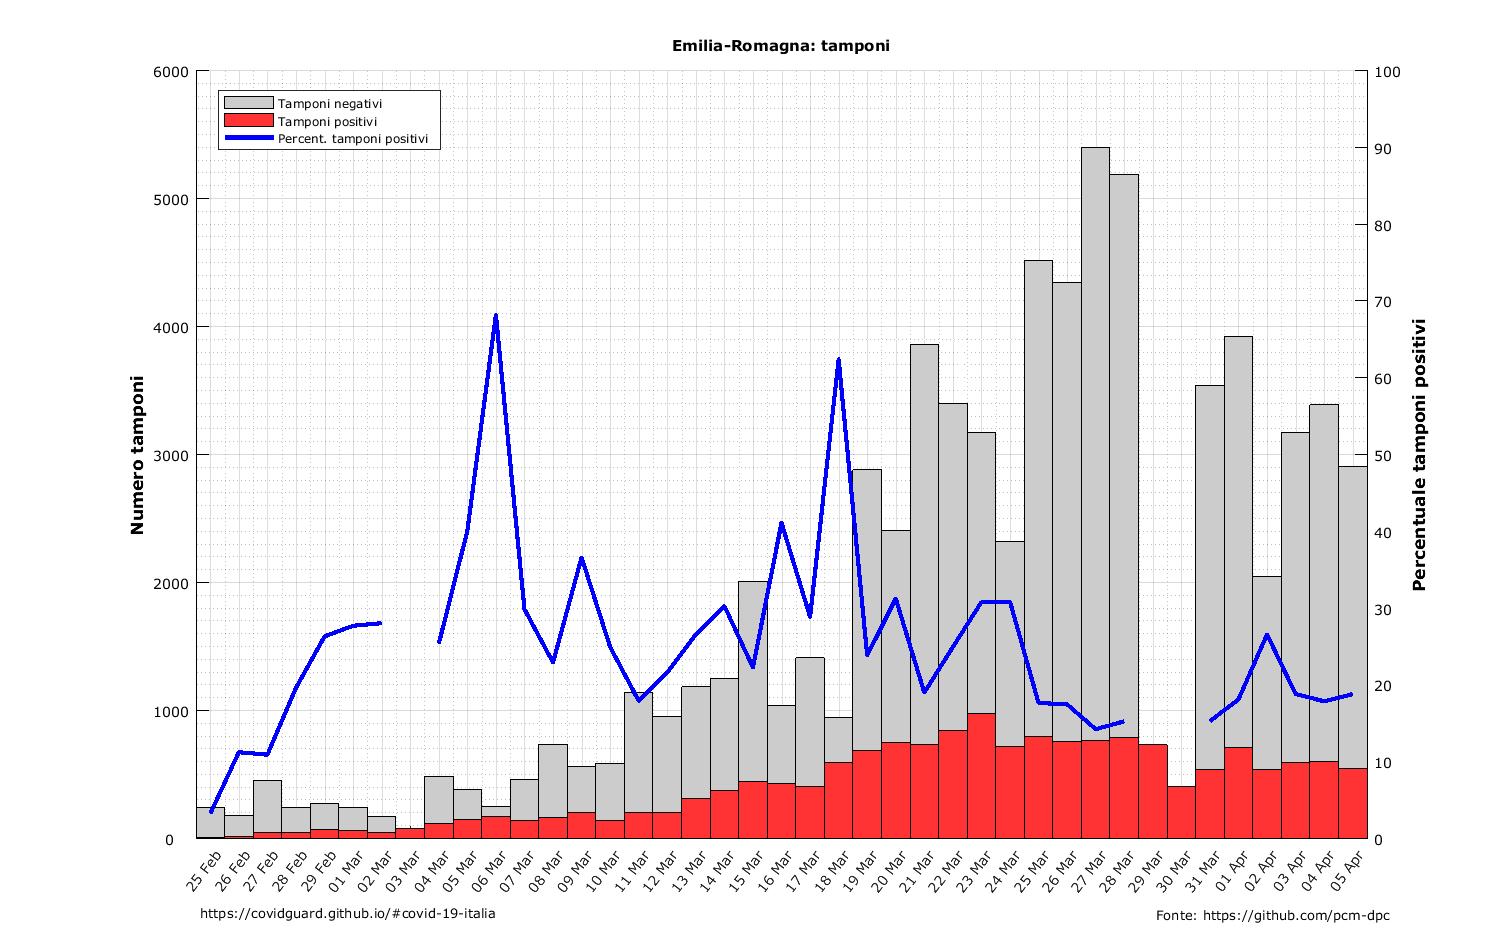 Emilia-Romagna: tamponi
6000
5000
4000
3000
2000
1000
0
Numero tamponi
Tamponi negativi
Tamponi positivi
Percent. tamponi positivi
100
90
80
70
60
50
40
30
20
10
0
Percentuale tamponi positivi
25 Feb
26 Feb
27 Feb
28 Feb
29 Feb
01 Mar
02 Mar
03 Mar
04 Mar
05 Mar
06 Mar
07 Mar
08 Mar
09 Mar
10 Mar
11 Mar
12 Mar
13 Mar
14 Mar
15 Mar
16 Mar
17 Mar
18 Mar
19 Mar
20 Mar
21 Mar
22 Mar
23 Mar
24 Mar
25 Mar
26 Mar
27 Mar
28 Mar
29 Mar
30 Mar
31 Mar
01 Apr
02 Apr
03 Apr
04 Apr
05 Apr
https://covidguard.github.io/#covid-19-italia
Fonte: https://github.com/pcm-dpc